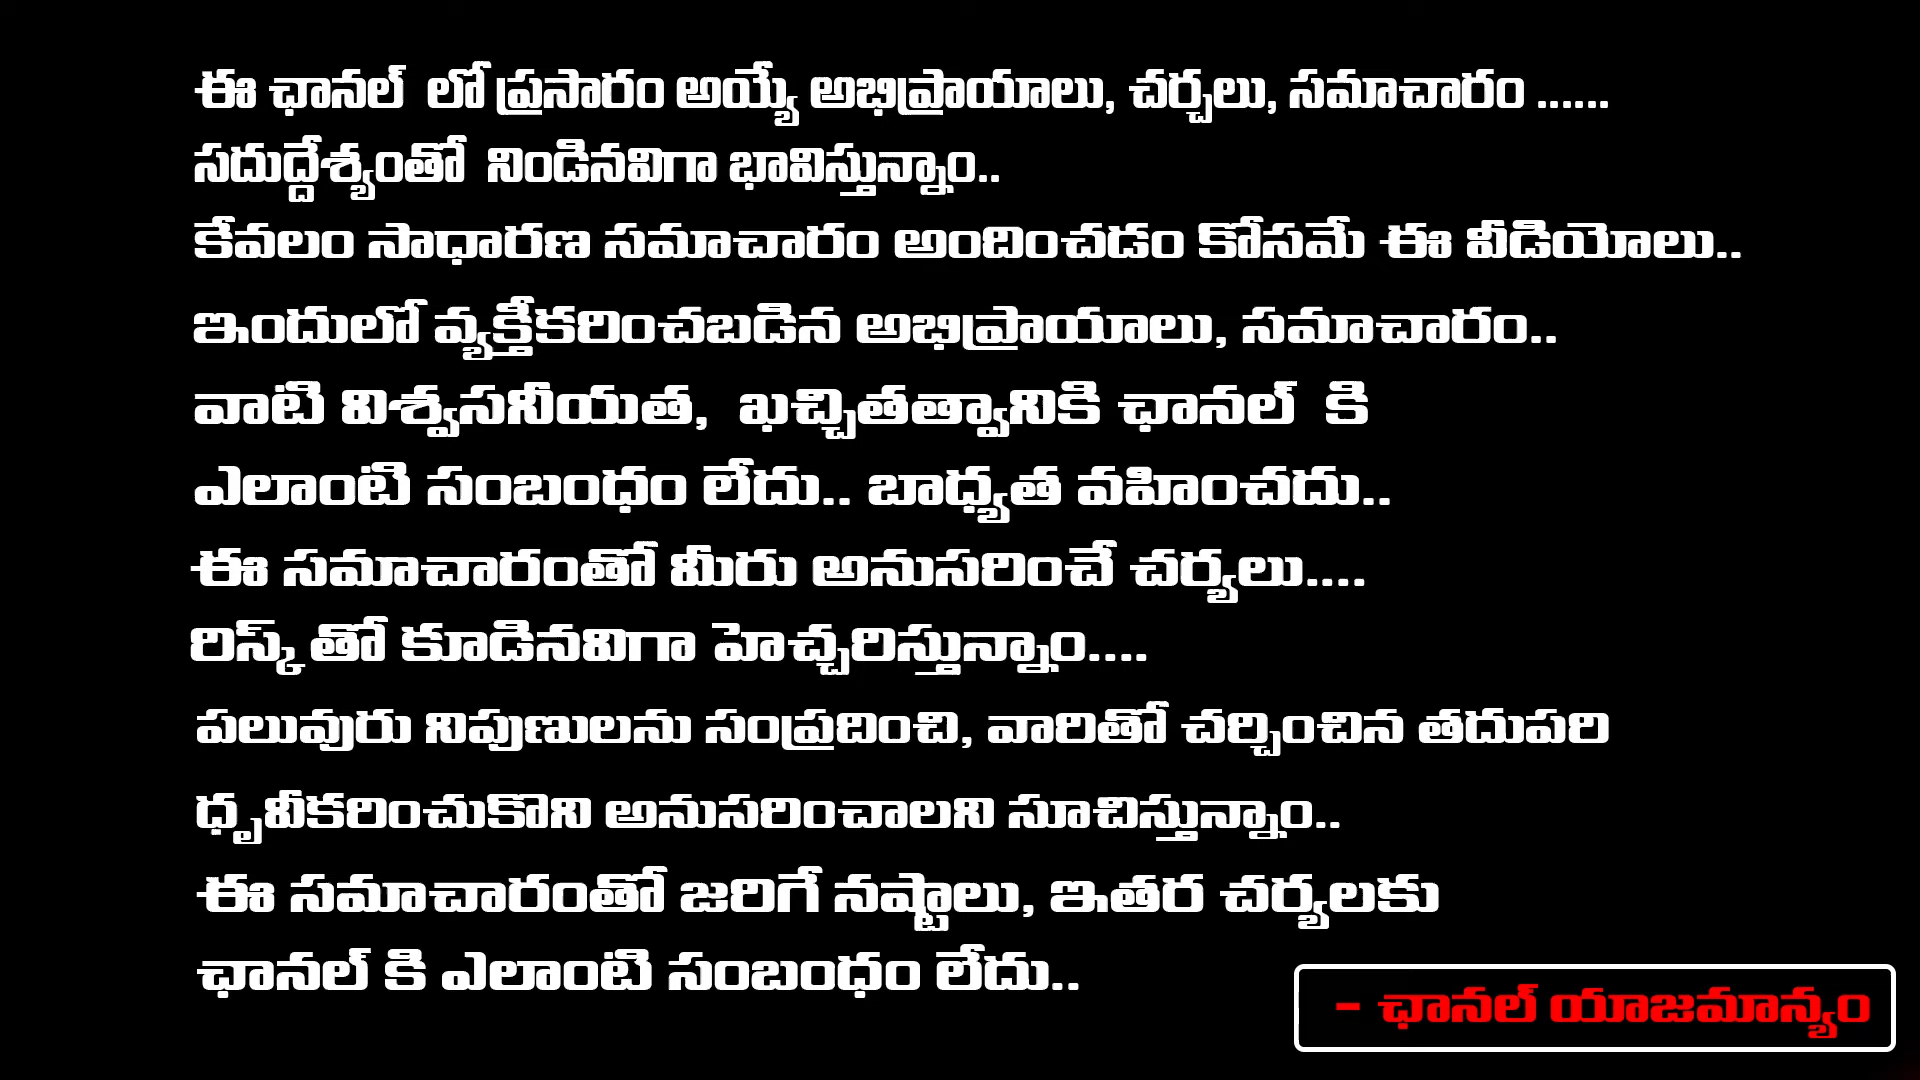 ఈ ఛానల్ లో ప్రసారం అయ్యే అభిప్రాయాలు, చర్చలు, సమాచారం ......
సదుద్దేశ్యంతో నిండినవిగా భావిస్తున్నాం..
కేవలం సాధారణ సమాచారం అందించడం కోసమే ఈ వీడియోలు..
ఇందులో వ్యక్తీకరించబడిన అభిప్రాయాలు, సమాచారం..
వాటి విశ్వసనీయత, ఖచ్చితత్వానికి ఛానల్ కి
ఎలాంటి సంబంధం లేదు.. బాధ్యత వహించదు..
ఈ సమాచారంతో మీరు అనుసరించే చర్యలు....
రిస్క్ తో కూడినవిగా హెచ్చరిస్తున్నాం....
పలువురు నిపుణులను సంప్రదించి, వారితో చర్చించిన తదుపరి
ధృవీకరించుకొని అనుసరించాలని సూచిస్తున్నాం..
ఈ సమాచారంతో జరిగే నష్టాలు, ఇతర చర్యలకు
ఛానల్ కి ఎలాంటి సంబంధం లేదు..
- ఛానల్ యాజమాన్యం